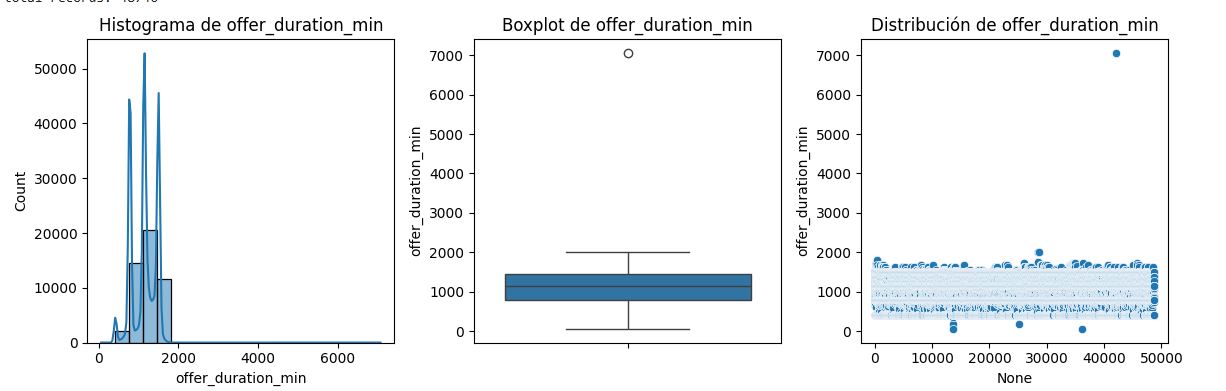 Histograma de offer_duration_min
50000
40000
30000
20000
10000
0
Count
0 2000 4000 6000
offer_duration_min
Boxplot de offer_duration_min
7000
6000
5000
4000
3000
2000
1000
0
offer_duration_min
Distribución de offer_duration_min
7000
6000
5000
4000
3000
2000
1000
0
offer_duration_min
0 10000 20000 30000 40000 50000
None